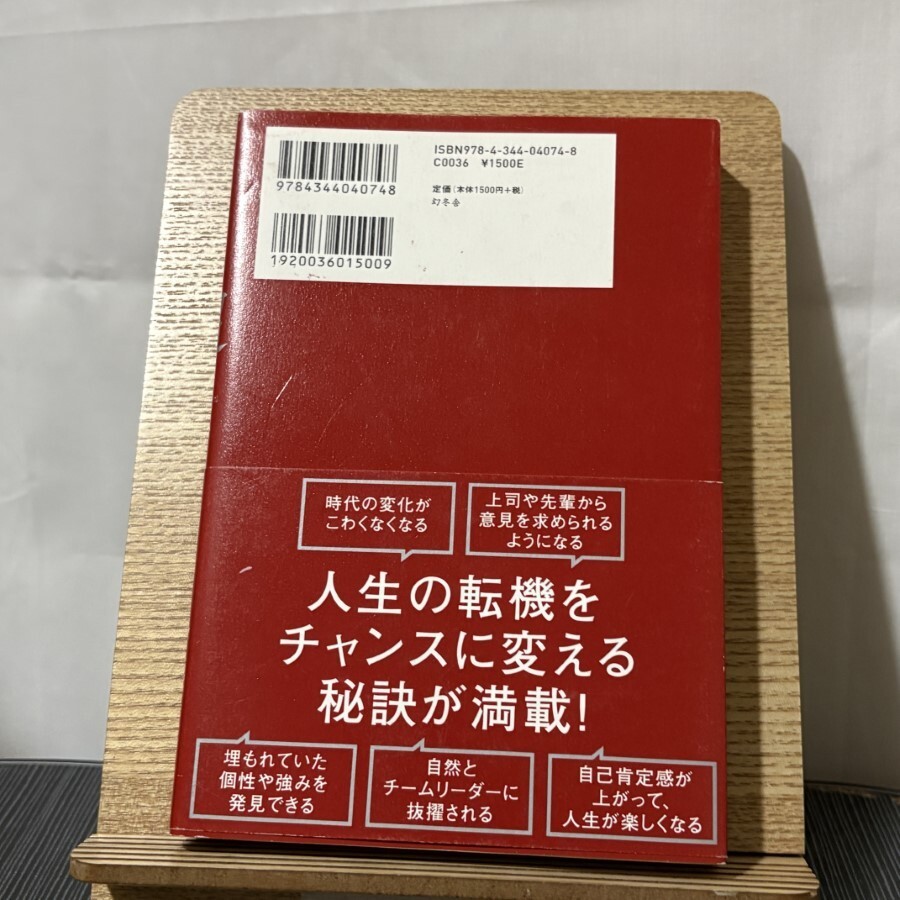 ISBN978-4-344-04074-8
C0036 ¥1500E
9784344040748
定価(本体1500円+税)
幻冬舎
1920036015009
時代の変化が
こわくなくなる
上司や先輩から
意見を求められる
ようになる
人生の転機を
チャンスに変える
秘訣が満載!
埋もれていた
個性や強みを
発見できる
自然と
チームリーダーに
抜擢される
自己肯定感が
上がって、
人生が楽しくなる